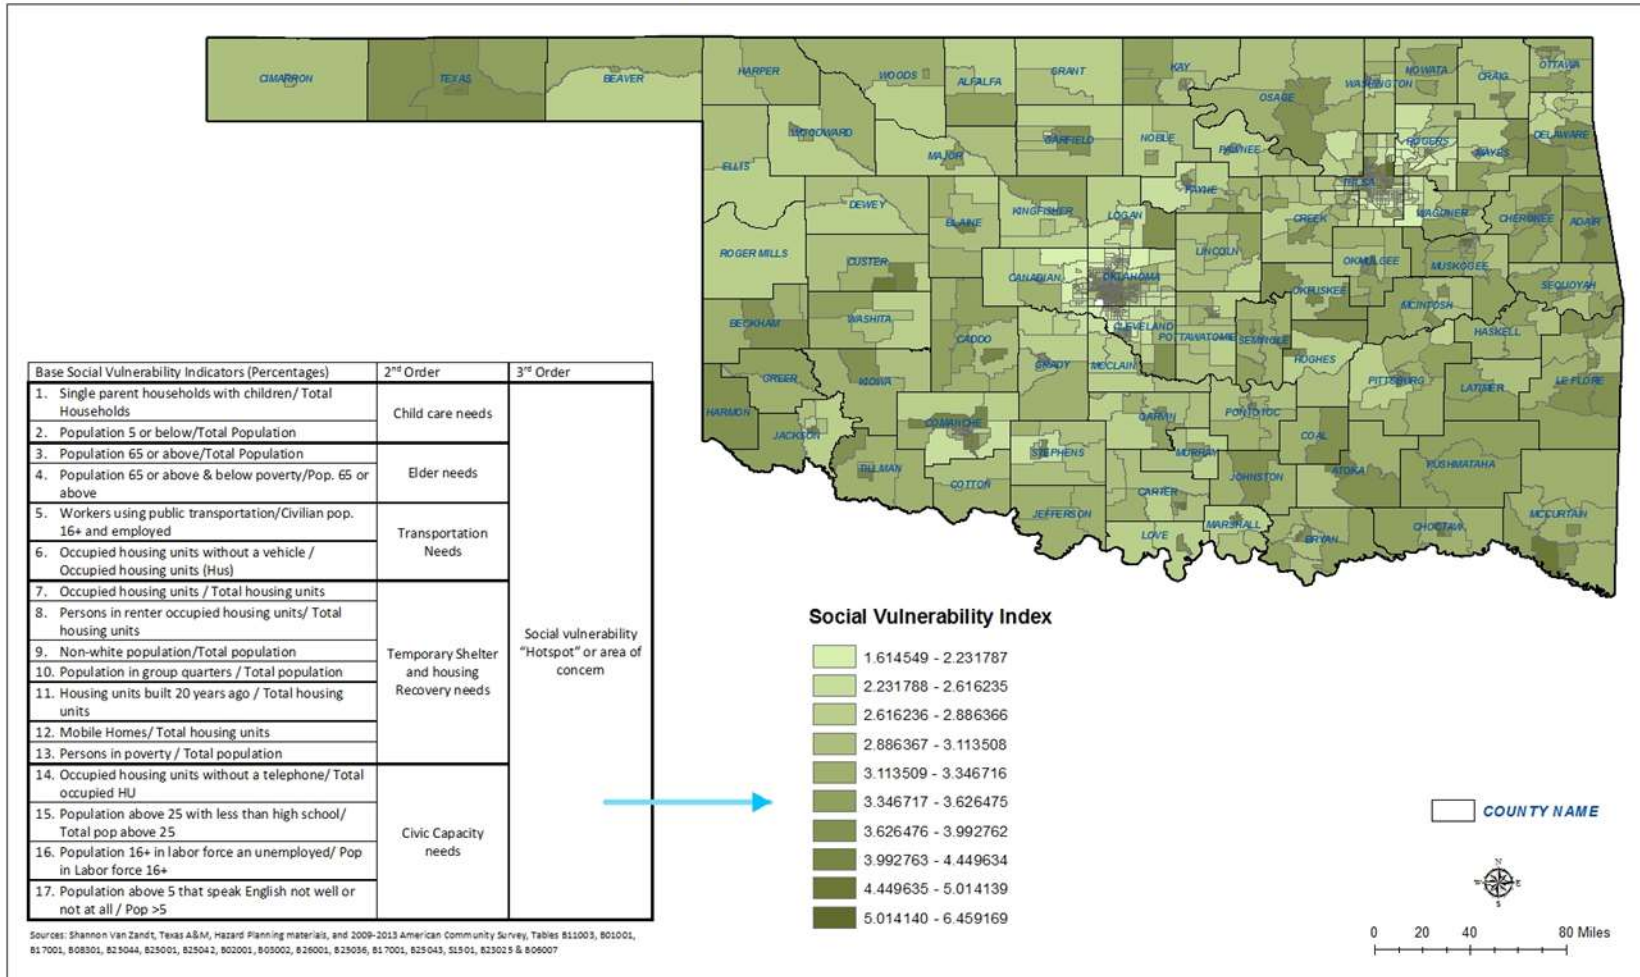 CIMARRON
TEXAS
BEAVER
HARPER
WOODS
ALFALFA
GRANT
KAY
OSAGE
WASHINGTON
NOWATA
CRAIG
OTTAWA
WOODWARD
GARFIELD
NOBLE
PAWNEE
ROGERS
MAYES
DELAWARE
ELLIS
MAJOR
PAYNE
TULSA
DEWEY
BLAINE
KINGFISHER
LOGAN
CREEK
WAGONER
CHEROKEE
ADAIR
ROGER MILLS
CUSTER
CANADIAN
OKLAHOMA
LINCOLN
OKMULGEE
MUSKOGEE
SEQUOYAH
BECKHAM
WASHITA
CADDO
CLEVELAND
POTTAWATOMIE
SEMINOLE
OKFUSKEE
MCINTOSH
HASKELL
GREER
KIOWA
GRADY
MCCLAIN
HUGHES
PITTSBURG
LATIMER
LE FLORE
HARMON
JACKSON
COMANCHE
GARVIN
PONTOTOC
COAL
TILLMAN
STEPHENS
MURRAY
JOHNSTON
ATOKA
PUSHMATAHA
COTTON
CARTER
JEFFERSON
LOVE
MARSHALL
BRYAN
CHOCTAW
MCCURTAIN
Base Social Vulnerability Indicators (Percentages) 2nd Order 3rd Order
1. Single parent households with children/ Total
Households
2. Population 5 or below/Total Population
Child care needs
3. Population 65 or above/Total Population
4. Population 65 or above & below poverty/Pop. 65 or
above
Elder needs
5. Workers using public transportation/Civilian pop.
16+ and employed
6. Occupied housing units without a vehicle /
Occupied housing units (Hus)
Transportation
Needs
7. Occupied housing units / Total housing units
8. Persons in renter occupied housing units/ Total
housing units
9. Non-white population/Total population
10. Population in group quarters / Total population
11. Housing units built 20 years ago / Total housing
units
12. Mobile Homes/ Total housing units
13. Persons in poverty / Total population
Temporary Shelter
and housing
Recovery needs
14. Occupied housing units without a telephone/ Total
occupied HU
15. Population above 25 with less than high school/
Total pop above 25
16. Population 16+ in labor force an unemployed/ Pop
in Labor force 16+
17. Population above 5 that speak English not well or
not at all / Pop >5
Civic Capacity
needs
Social vulnerability
"Hotspot" or area of
concern
Sources: Shannon Van Zandt, Texas A&M, Hazard Planning materials, and 2009-2013 American Community Survey, Tables B11003, B01001,
B17001, B08301, B25044, B25001, B25042, B02001, B03002, B26001, B25036, B17001, B25043, S1501, B23025 & B06007
Social Vulnerability Index
1.614549 - 2.231787
2.231788 - 2.616235
2.616236 - 2.886366
2.886367 - 3.113508
3.113509 - 3.346716
3.346717 - 3.626475
3.626476 - 3.992762
3.992763 - 4.449634
4.449635 - 5.014139
5.014140 - 6.459169
COUNTY NAME
N
W E
S
0 20 40 80 Miles